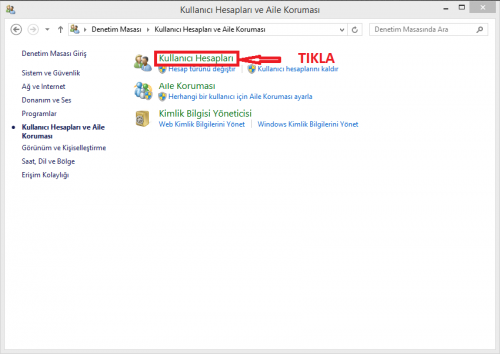 Kullanıcı Hesapları ve Aile Koruması
Denetim Masası ▸ Kullanıcı Hesapları ve Aile Koruması
Denetim Masasında Ara
Denetim Masası Giriş
Sistem ve Güvenlik
Ağ ve Internet
Donanım ve Ses
Programlar
Kullanıcı Hesapları ve Aile
Koruması
Görünüm ve Kişiselleştirme
Saat, Dil ve Bölge
Erişim Kolaylığı
Kullanıcı Hesapları
TIKLA
Hesap türünü değiştir
Kullanıcı hesaplarını kaldır
Aile Koruması
Herhangi bir kullanıcı için Aile Koruması ayarla
Kimlik Bilgisi Yöneticisi
Web Kimlik Bilgilerini Yönet
Windows Kimlik Bilgilerini Yönet